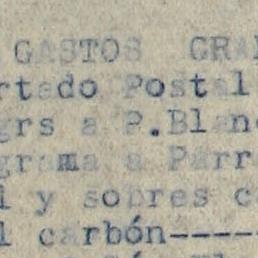 GASTOS GRA
rtado Postal
grs a P.Blan
grama a Parr
l y sobres c
l carbón-----